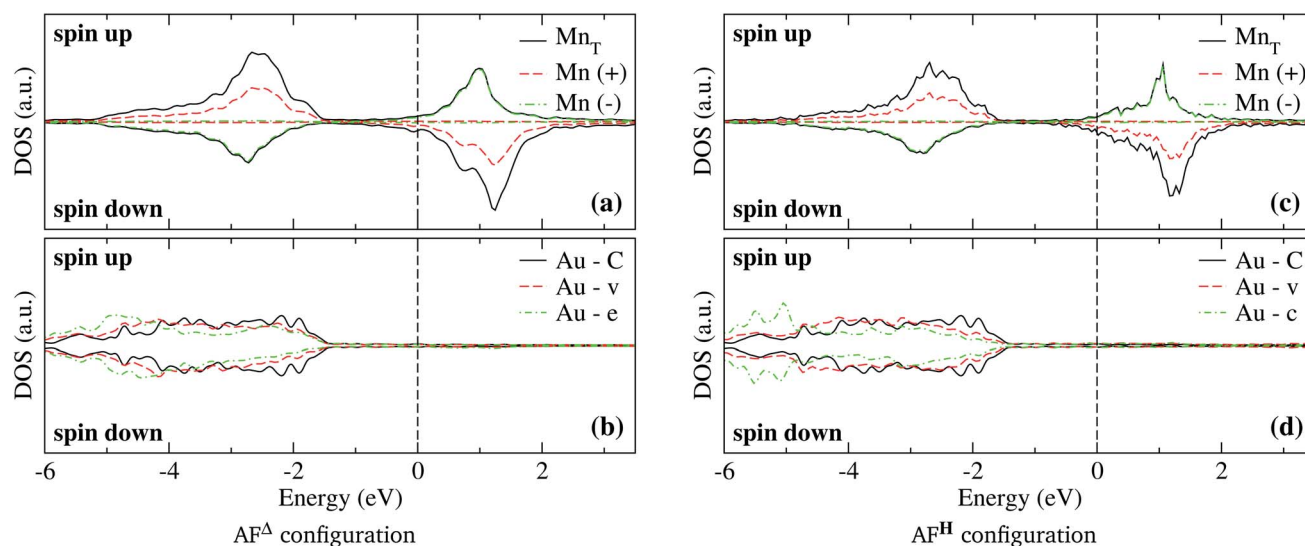 spin up
Mn_T
Mn (+)
Mn (-)
DOS (a.u.)
spin down
(a)
spin up
Au - C
Au - v
Au - e
DOS (a.u.)
spin down
(b)
-6 -4 -2 0 2
Energy (eV)
AF^Δ configuration
spin up
Mn_T
Mn (+)
Mn (-)
DOS (a.u.)
spin down
(c)
spin up
Au - C
Au - v
Au - c
DOS (a.u.)
spin down
(d)
-6 -4 -2 0 2
Energy (eV)
AF^H configuration